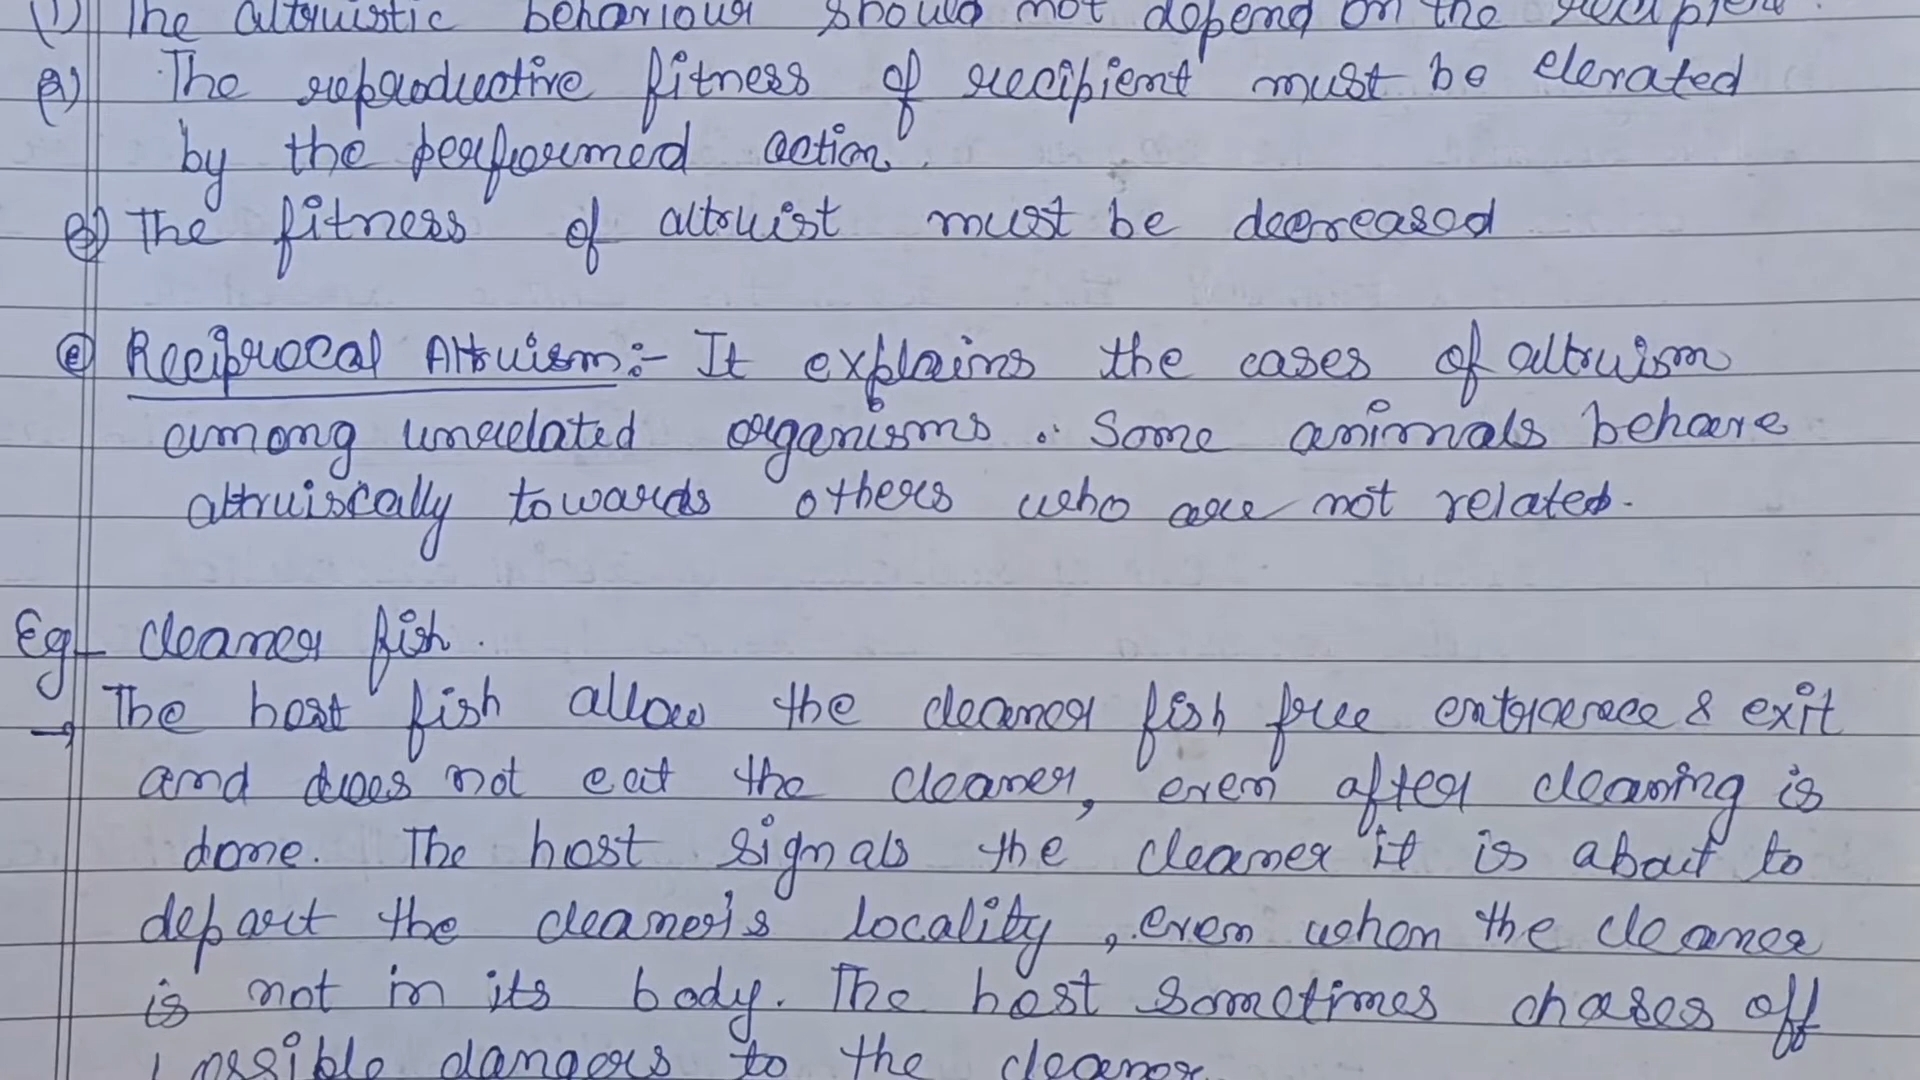 (1) The altruistic behaviour should not depend on the recipient.
2) The reproductive fitness of recipient must be elevated
by the performed action.
3) The fitness of altruist must be decreased
e) Reciprocal Altruism:- It explains the cases of altruism
among unrelated organisms. Some animals behave
altruiscally towards others who are not related.
Eg- cleaner fish.
→ The host fish allow the cleaner fish free entrance & exit
and does not eat the cleaner, even after cleaning is
done. The host signals the cleaner it is about to
depart the cleaner's locality, even when the cleaner
is not in its body. The host sometimes chases off
possible dangers to the cleaner.